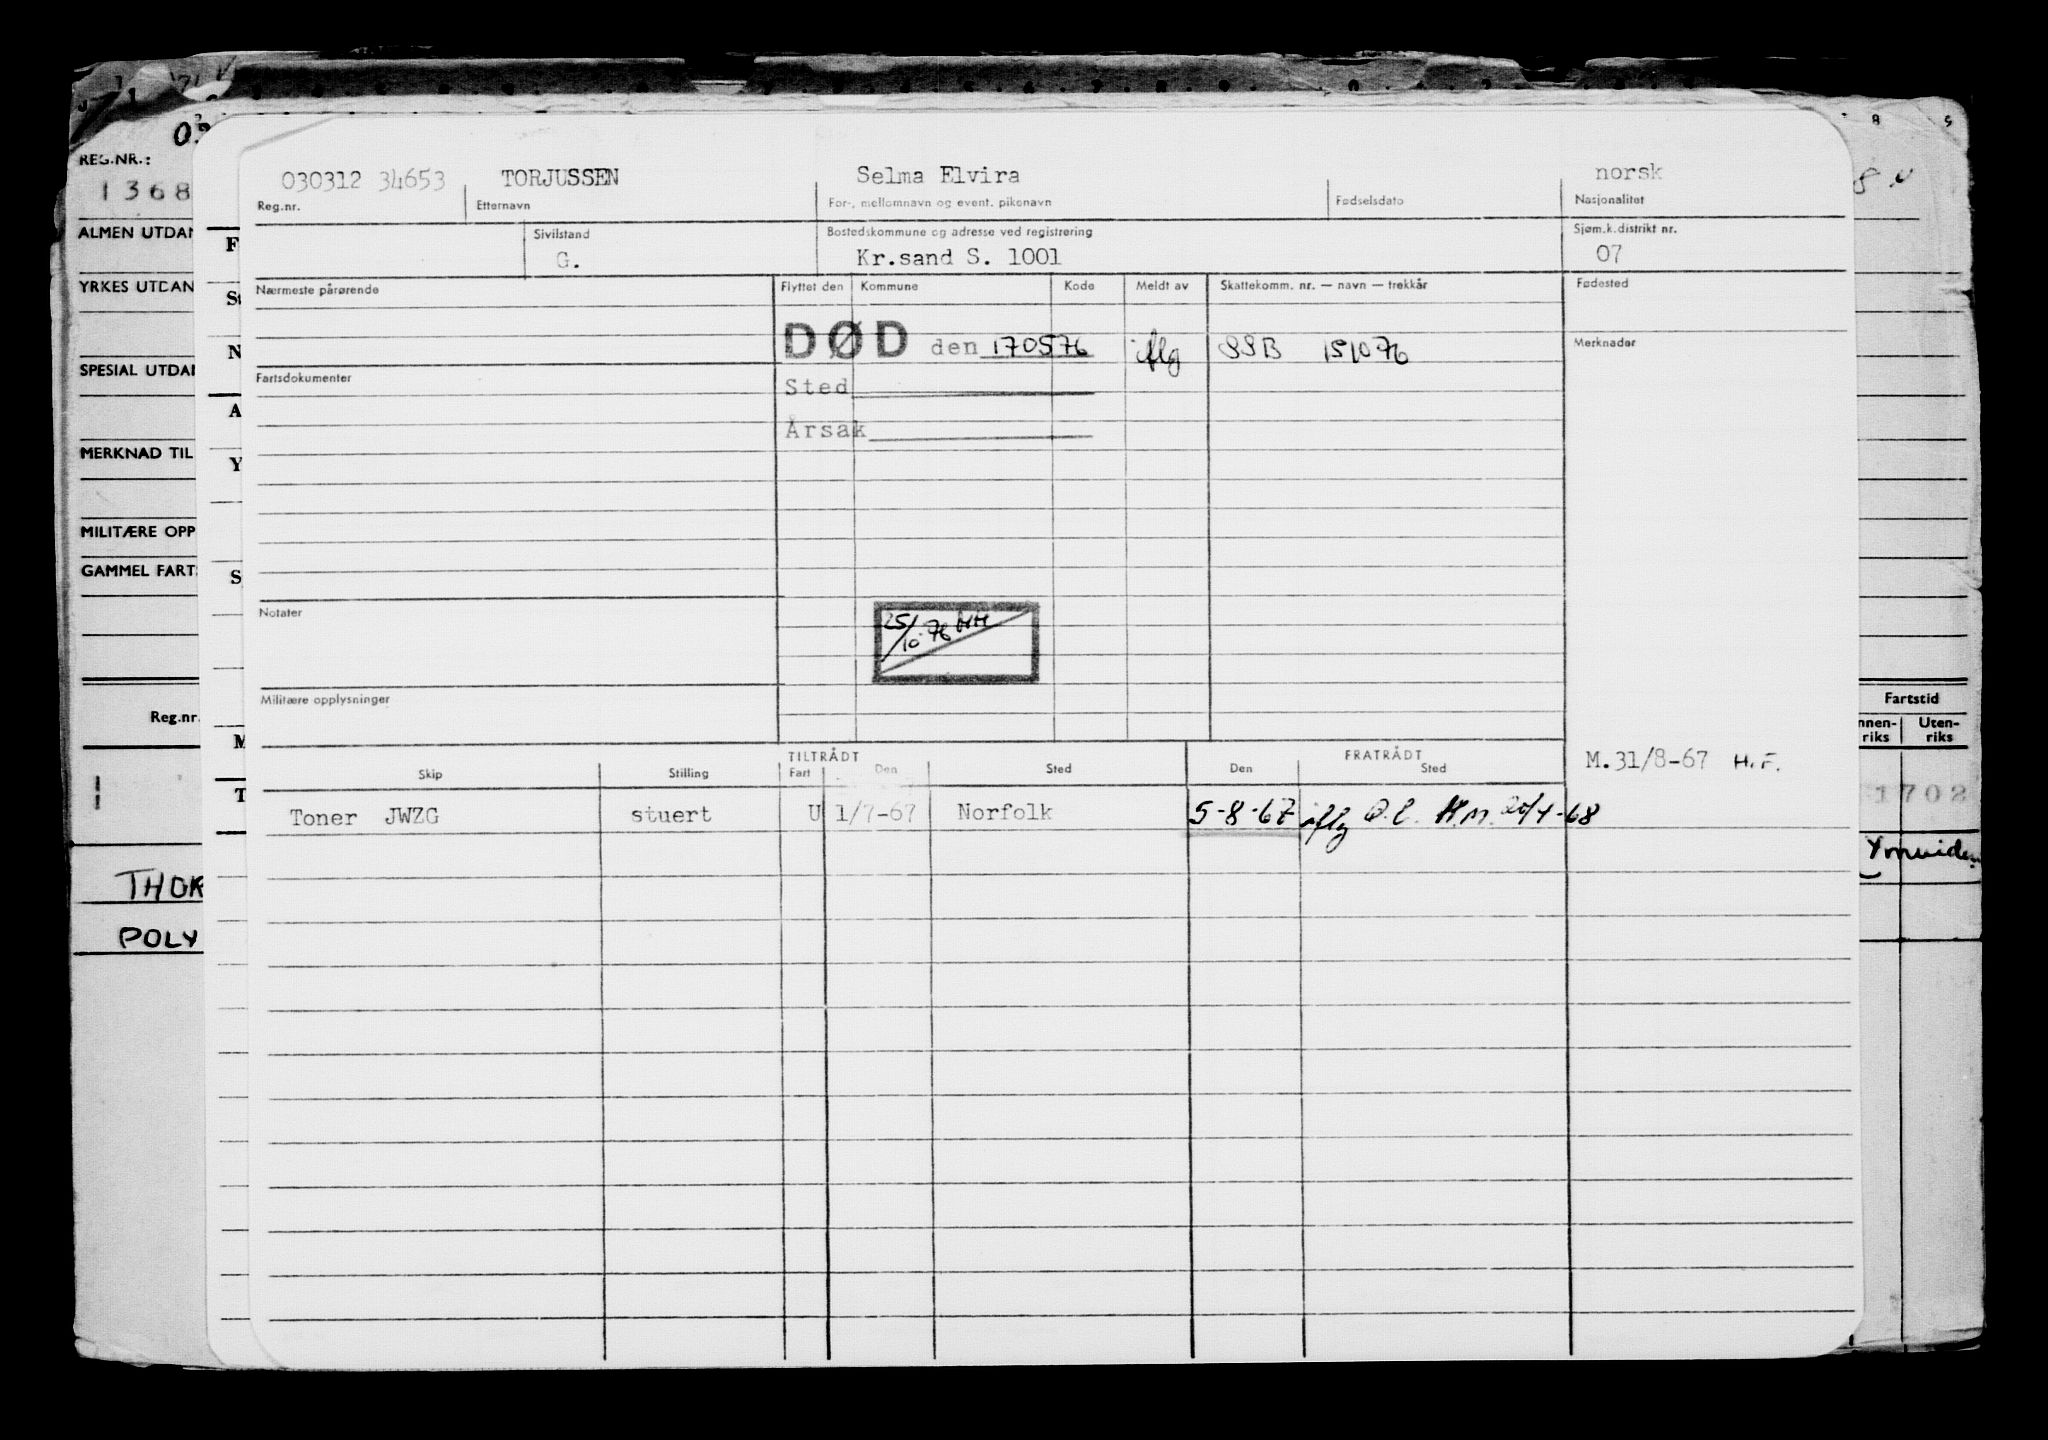 REG.NR.:
1368
ALMEN UTDAN
YRKES UTDAN
SPESIAL UTDAN
MERKNAD TIL
MILITÆRE OPP
GAMMEL FARTS
Reg.nr.
THOR
POLY
F
St
N
A
Y
S
M
T
030312 34653 TORJUSSEN Selma Elvira norsk
Reg.nr. Etternavn For-, mellomnavn og event. pikenavn Fødselsdato Nasjonalitet
Sivilstand Bostedskommune og adresse ved registrering Sjøm.k.distrikt nr.
G. Kr.sand S. 1001 07
Nærmeste pårørende Flyttet den Kommune Kode Meldt av Skattekomm. nr. — navn — trekkår Fødested
DØD den 170576 iflg SSB 151076 Merknader
Fartsdokumenter
Sted
Årsak
Notater
25/10-76
Militære opplysninger
TILTRÅDT FRATRÅDT
Skip Stilling Fart Den Sted Den Sted
M.31/8-67 H.F.
Toner JWZG stuert U 1/7-67 Norfolk 5-8-67 iflg O.E. H.M. 20/4-68
Fartstid
nnen-riks Uten-riks
1702
Ymuiden